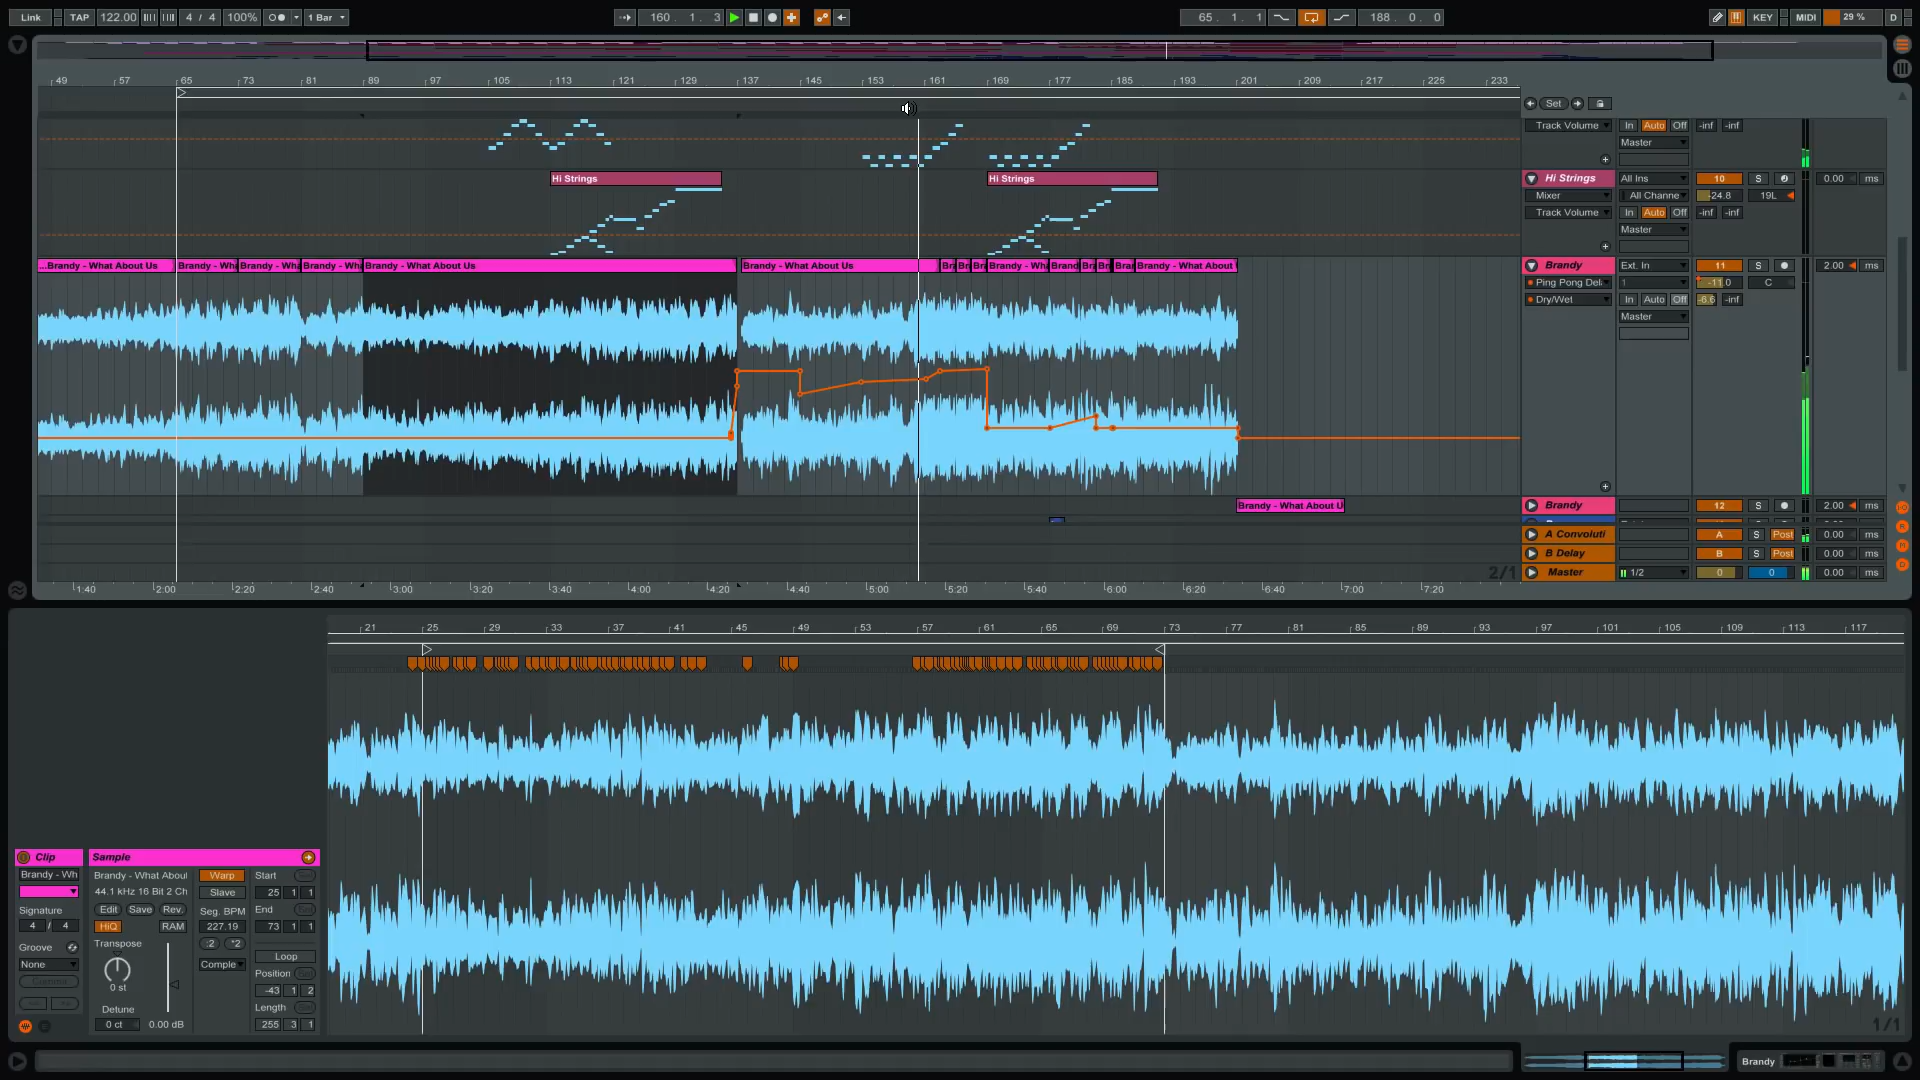 Link TAP 122.00 4 / 4 100% 1 Bar 160 . 1 . 3 65 . 1 . 1 188 . 0 . 0 KEY MIDI 29 % D
49 57 65 73 81 89 97 105 113 121 129 137 145 153 161 169 177 185 193 201 209 217 225 233
Set
Track Volume In Auto Off -inf -inf
Master
Hi Strings Hi Strings Hi Strings All Ins 10 S 0.00 ms
Mixer All Channe -24.8 19L
Track Volume In Auto Off -inf -inf
Master
...Brandy - What About Us Brandy - Wha Brandy - Wha Brandy - Wha Brandy - What About Us Brandy - What About Us Bra Bra Bra Brandy - Wha Brand Bra Bra Brandy - What About Brandy Ext. In 11 S 2.00 ms
Ping Pong Del 1 -11.0 C
Dry/Wet In Auto Off -6.6 -inf
Master
Brandy - What About U Brandy 12 S 2.00 ms
A Convoluti A S Post 0.00 ms
B Delay B S Post 0.00 ms
2/1 Master 1/2 0 0 0.00 ms
1:40 2:00 2:20 2:40 3:00 3:20 3:40 4:00 4:20 4:40 5:00 5:20 5:40 6:00 6:20 6:40 7:00 7:20
21 25 29 33 37 41 45 49 53 57 61 65 69 73 77 81 85 89 93 97 101 105 109 113 117
Clip Sample
Brandy - Wh Brandy - What Abou Warp Start
44.1 kHz 16 Bit 2 Ch Slave 25 1 1
Signature Edit Save Rev. Seg. BPM End
4 / 4 HiQ RAM 227.19 73 1 1
Groove Transpose :2 *2
None Comple Loop
Position
0 st -43 1 2
Detune Length
0 ct 0.00 dB 255 3 1
1/1
Brandy